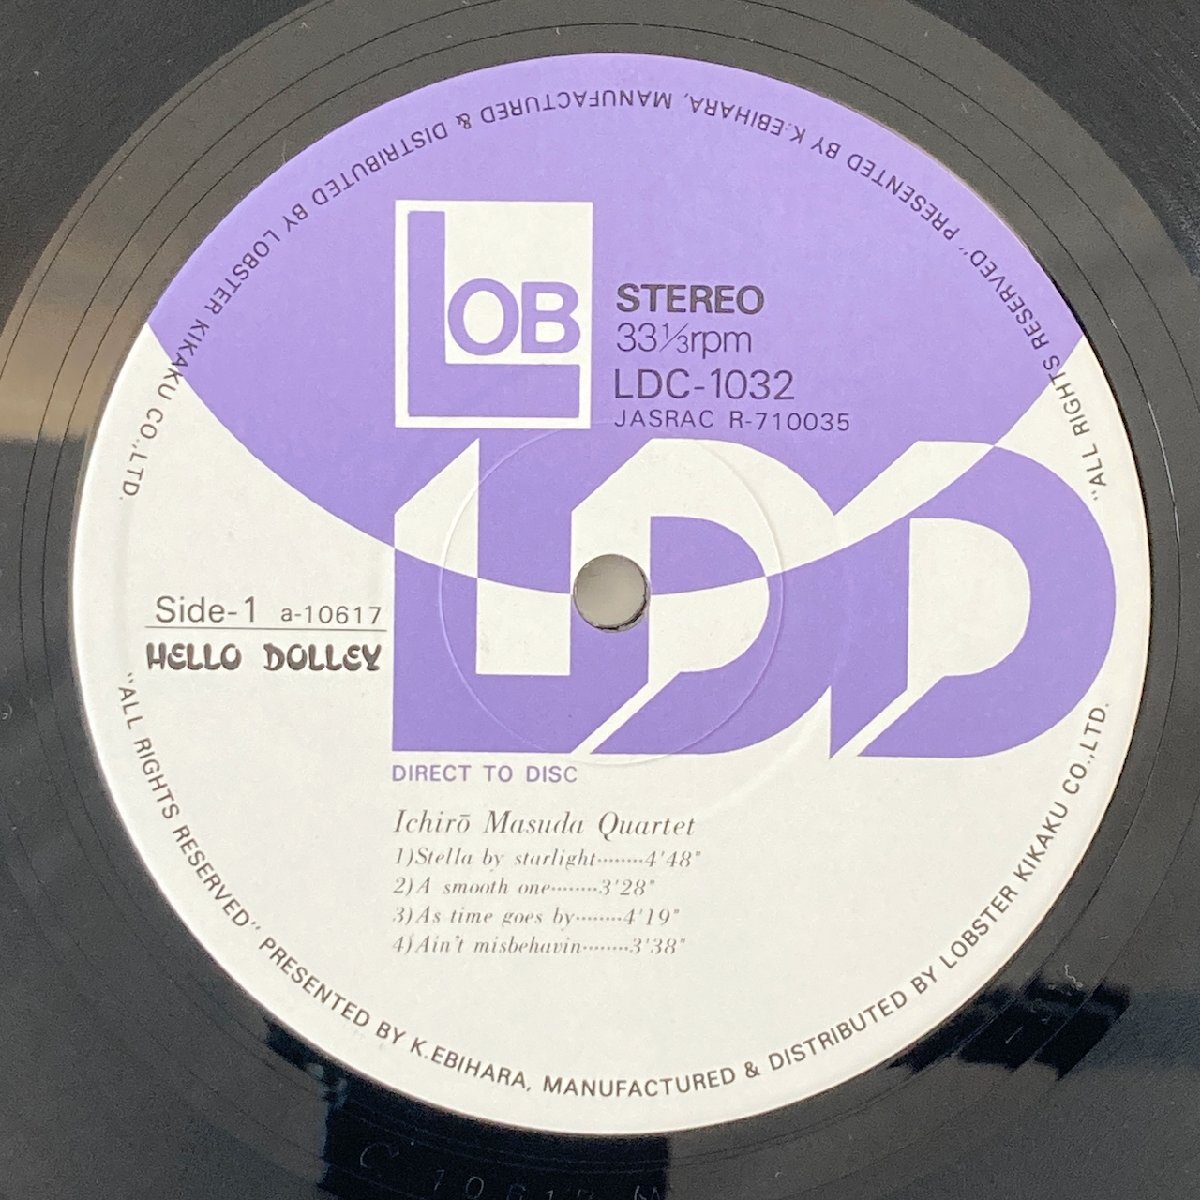 "ALL RIGHTS RESERVED" PRESENTED BY K.EBIHARA, MANUFACTURED & DISTRIBUTED BY LOBSTER KIKAKU CO.,LTD.
LOB
STEREO
33⅓rpm
LDC-1032
JASRAC R-710035
LDD
Side-1 a-10617
HELLO DOLLEY
DIRECT TO DISC
Ichirō Masuda Quartet
1)Stella by starlight········4'48"
2)A smooth one········3'28"
3)As time goes by········4'19"
4)Ain't misbehavin········3'38"
"ALL RIGHTS RESERVED" PRESENTED BY K.EBIHARA, MANUFACTURED & DISTRIBUTED BY LOBSTER KIKAKU CO.,LTD.